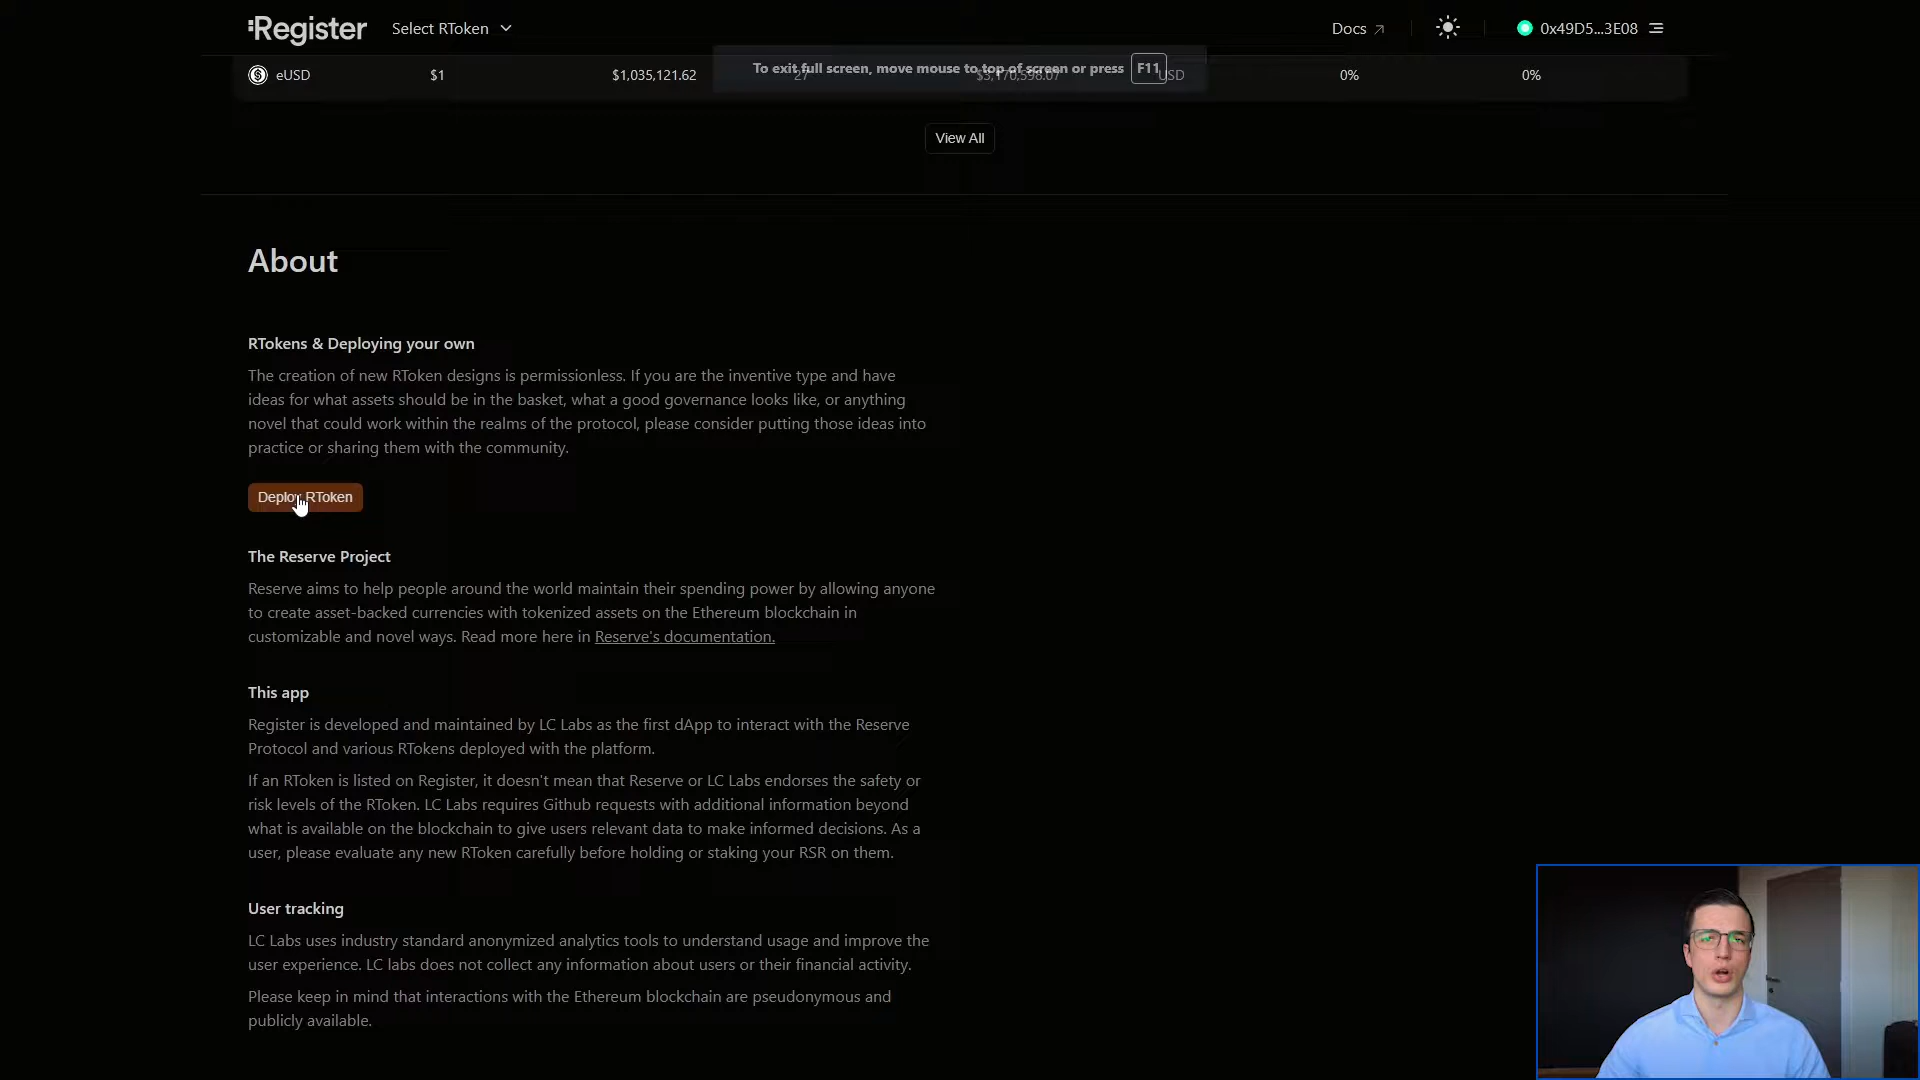 Register
Select RToken
Docs
0x49D5...3E08
eUSD $1 $1,035,121.62 27 $3,170,598.07 USD 0% 0%
To exit full screen, move mouse to top of screen or press F11
View All
About
RTokens & Deploying your own
The creation of new RToken designs is permissionless. If you are the inventive type and have
ideas for what assets should be in the basket, what a good governance looks like, or anything
novel that could work within the realms of the protocol, please consider putting those ideas into
practice or sharing them with the community.
Deploy RToken
The Reserve Project
Reserve aims to help people around the world maintain their spending power by allowing anyone
to create asset-backed currencies with tokenized assets on the Ethereum blockchain in
customizable and novel ways. Read more here in Reserve's documentation.
This app
Register is developed and maintained by LC Labs as the first dApp to interact with the Reserve
Protocol and various RTokens deployed with the platform.
If an RToken is listed on Register, it doesn't mean that Reserve or LC Labs endorses the safety or
risk levels of the RToken. LC Labs requires Github requests with additional information beyond
what is available on the blockchain to give users relevant data to make informed decisions. As a
user, please evaluate any new RToken carefully before holding or staking your RSR on them.
User tracking
LC Labs uses industry standard anonymized analytics tools to understand usage and improve the
user experience. LC labs does not collect any information about users or their financial activity.
Please keep in mind that interactions with the Ethereum blockchain are pseudonymous and
publicly available.